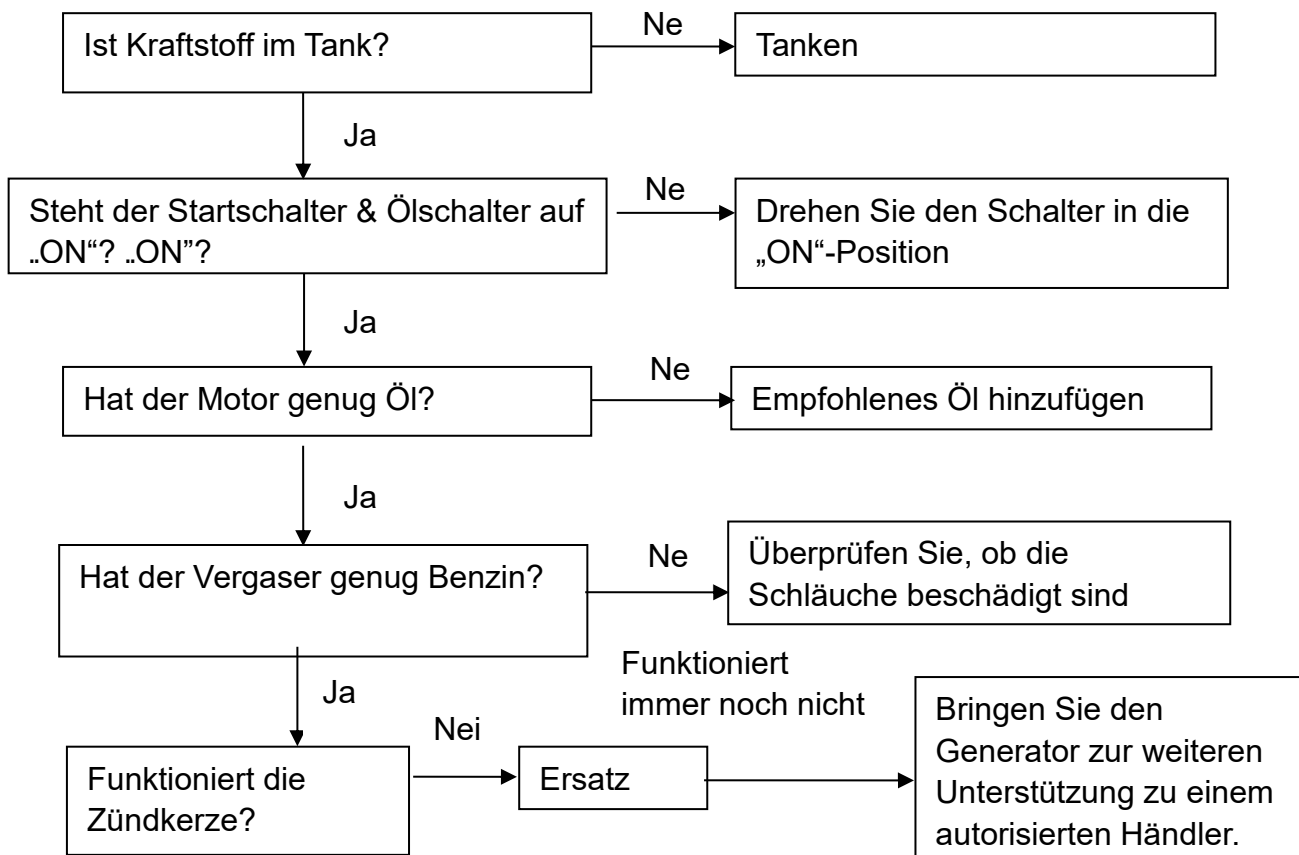 Ist Kraftstoff im Tank?
Ne
Tanken
Ja
Steht der Startschalter & Ölschalter auf
„ON“? „ON”?
Ne
Drehen Sie den Schalter in die
„ON“-Position
Ja
Hat der Motor genug Öl?
Ne
Empfohlenes Öl hinzufügen
Ja
Hat der Vergaser genug Benzin?
Ne
Überprüfen Sie, ob die
Schläuche beschädigt sind
Ja
Funktioniert die
Zündkerze?
Nei
Ersatz
Funktioniert
immer noch nicht
Bringen Sie den
Generator zur weiteren
Unterstützung zu einem
autorisierten Händler.